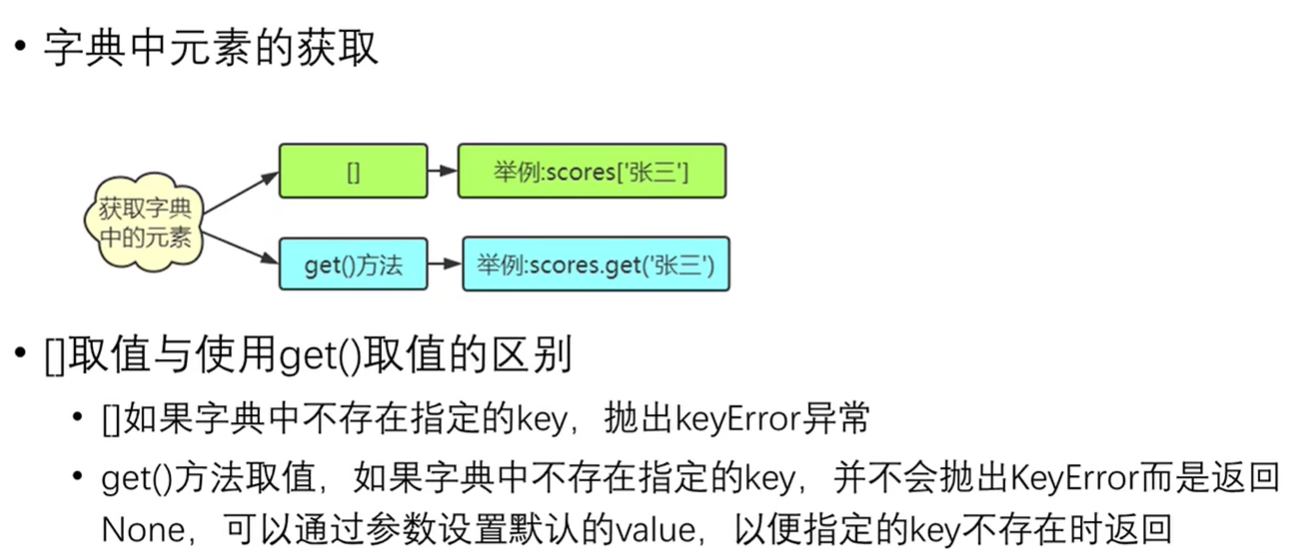 • 字典中元素的获取
获取字典
中的元素
[]
举例:scores['张三']
get()方法
举例:scores.get('张三')
• []取值与使用get()取值的区别
• []如果字典中不存在指定的key，抛出keyError异常
• get()方法取值，如果字典中不存在指定的key，并不会抛出KeyError而是返回
None，可以通过参数设置默认的value，以便指定的key不存在时返回